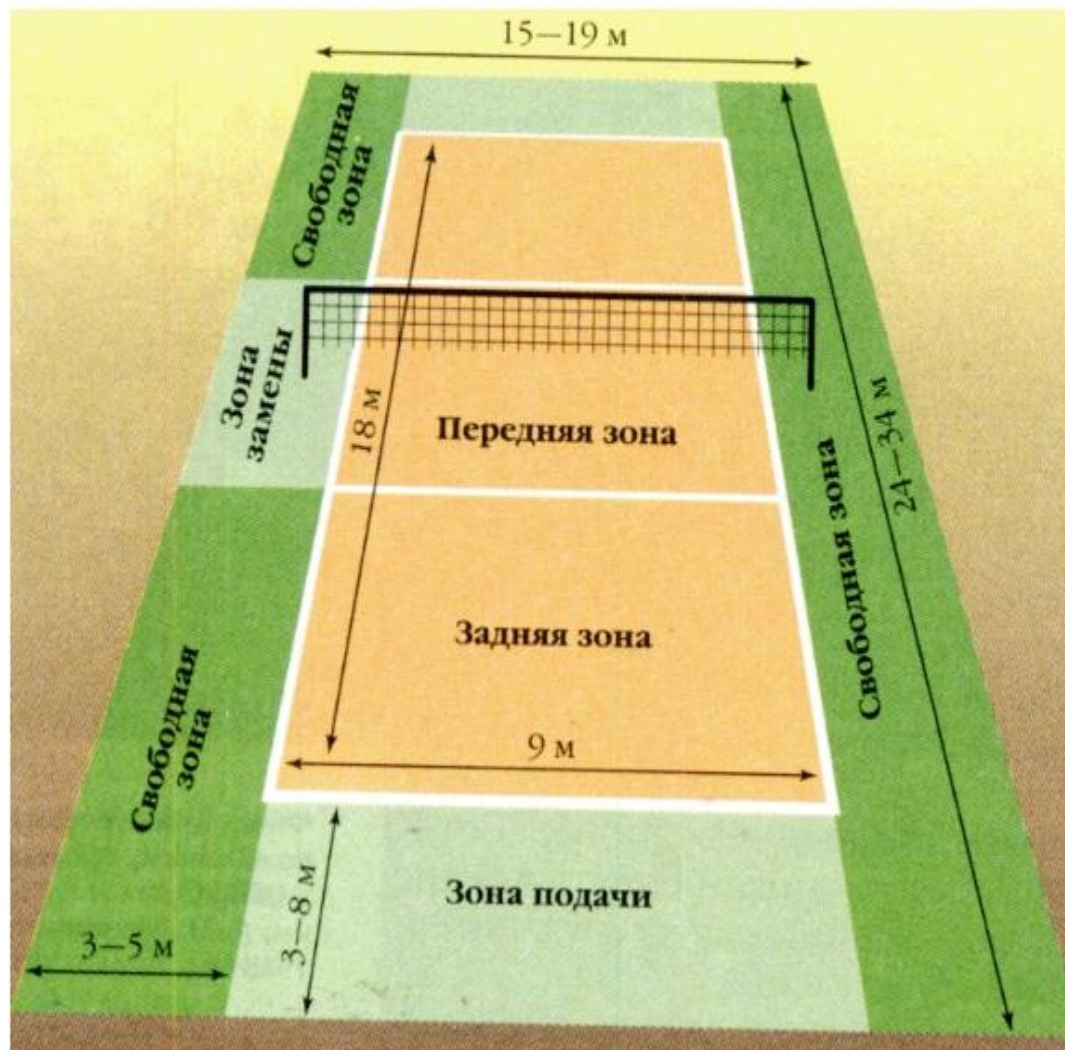 15—19 м
Свободная
зона
Зона
замены
18 м
Передняя зона
24—34 м
Свободная зона
Задняя зона
Свободная
зона
9 м
Зона подачи
3—8 м
3—5 м